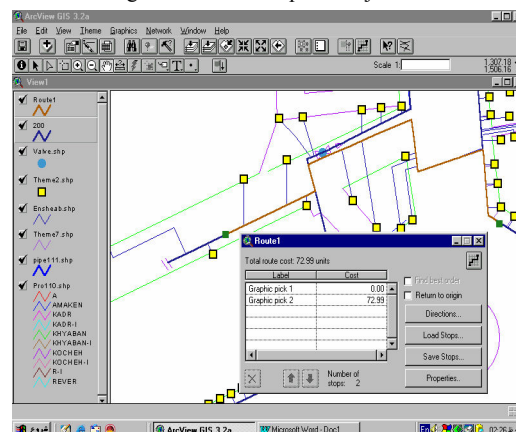 ArcView GIS 3.2a
File Edit View Theme Graphics Network Window Help
Scale 1:
1,307.18
1,506.16
View1
Route1
200
Valve.shp
Theme2.shp
Ensheab.shp
Theme7.shp
pipe111.shp
Pro110.shp
A
AMAKEN
KADR
KADR-I
KHYABAN
KHYABAN-I
KOCHEH
KOCHEH-I
R-I
REVER
Route1
Total route cost: 72.99 units
Label Cost
Graphic pick 1 0.00
Graphic pick 2 72.99
Find best order
Return to origin
Directions...
Load Stops...
Save Stops...
Properties...
Number of
stops: 2
ArcView GIS 3.2a
Microsoft Word - Doc1
En
02:26